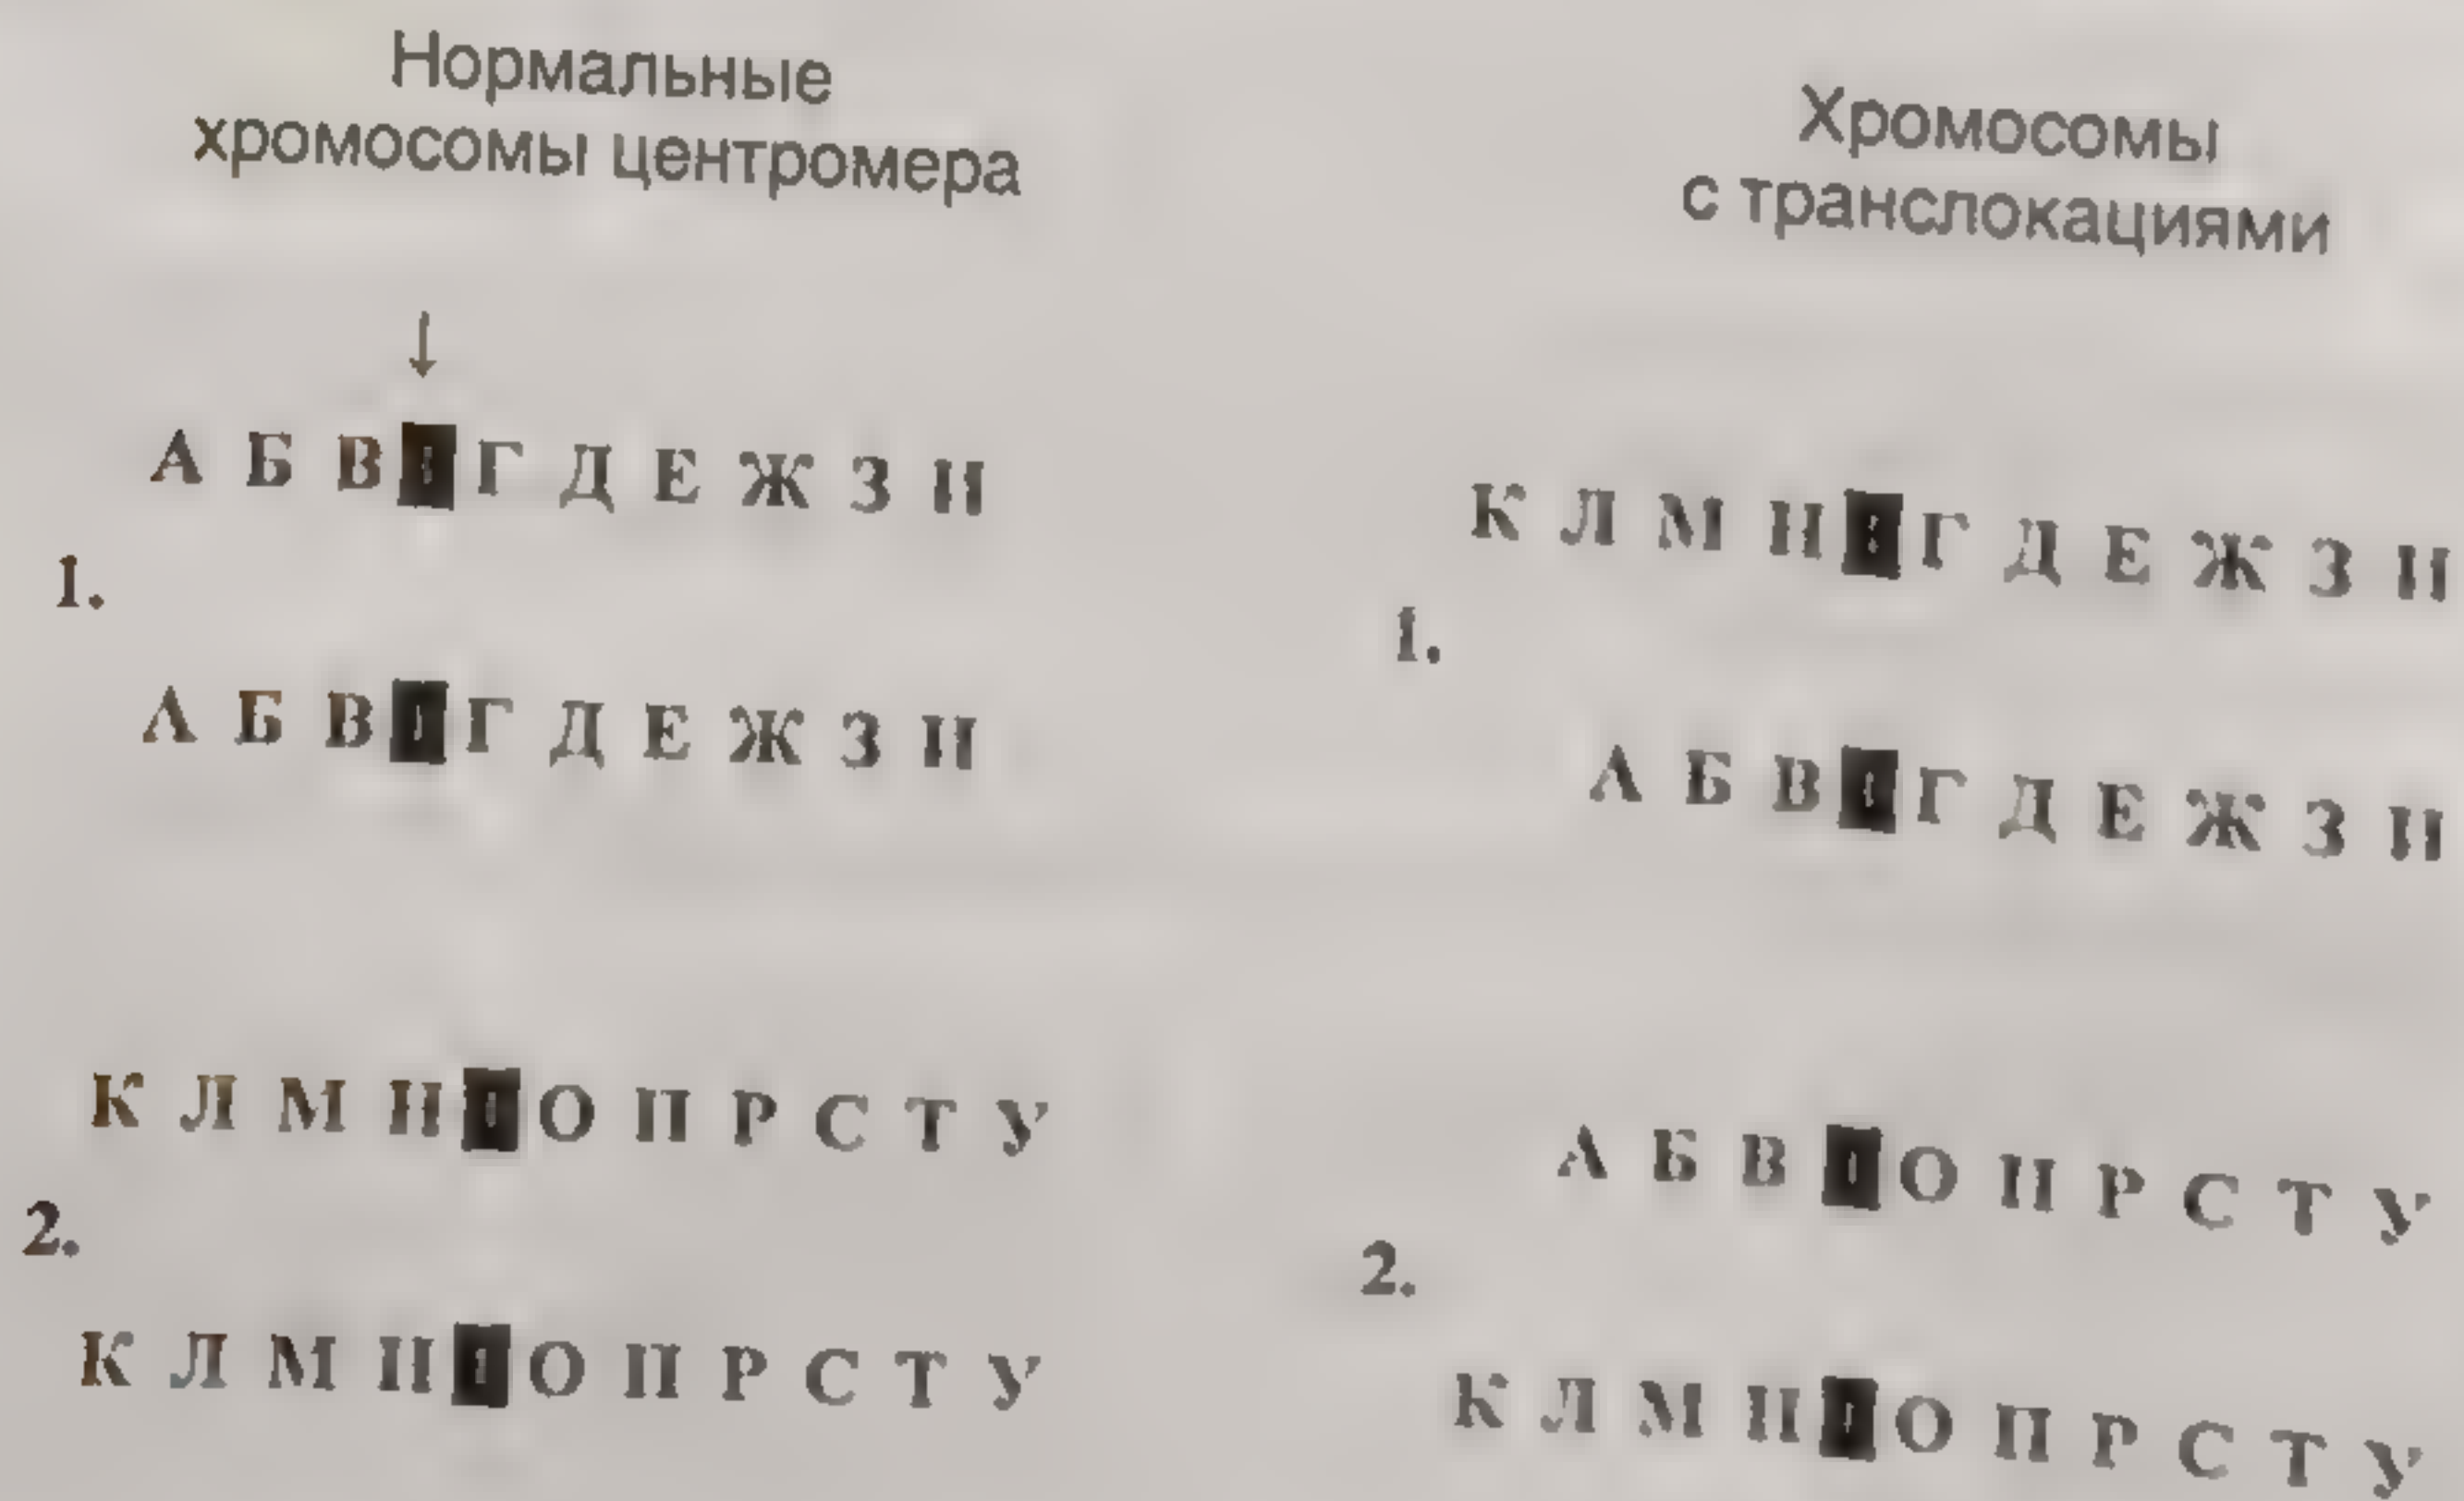 Нормальные
хромосомы центромера
↓
А Б В Г Д Е Ж З И
1.
А Б В Г Д Е Ж З И
К Л М Н О П Р С Т У
2.
К Л М Н О П Р С Т У
Хромосомы
с транслокациями
К Л М Н Г Д Е Ж З И
1.
А Б В Г Д Е Ж З И
А Б В О П Р С Т У
2.
К Л М Н О П Р С Т У